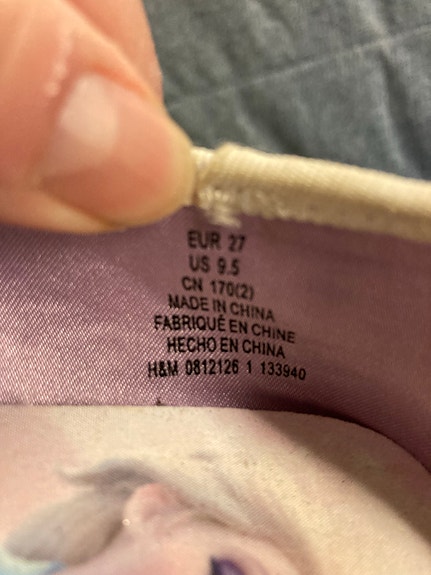 EUR 27
US 9.5
CN 170(2)
MADE IN CHINA
FABRIQUÉ EN CHINE
HECHO EN CHINA
H&M 0812126 1 133940